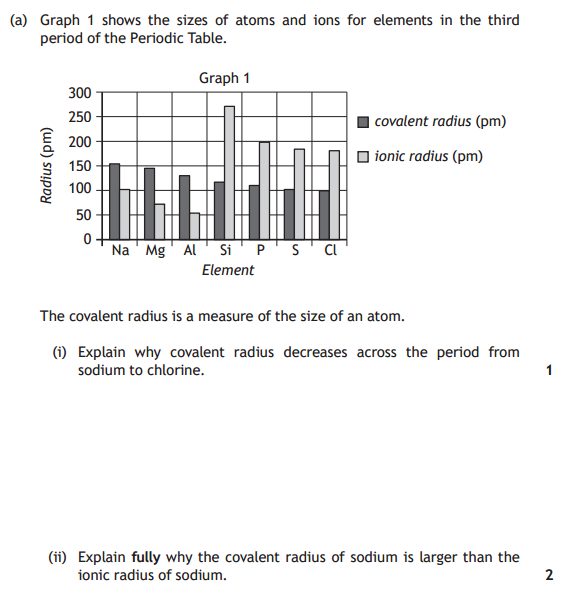 (a) Graph 1 shows the sizes of atoms and ions for elements in the third
period of the Periodic Table.
Graph 1
300
250
200
150
100
50
0
Radius (pm)
Na Mg Al Si P S Cl
Element
covalent radius (pm)
ionic radius (pm)
The covalent radius is a measure of the size of an atom.
(i) Explain why covalent radius decreases across the period from
sodium to chlorine. 1
(ii) Explain fully why the covalent radius of sodium is larger than the
ionic radius of sodium. 2